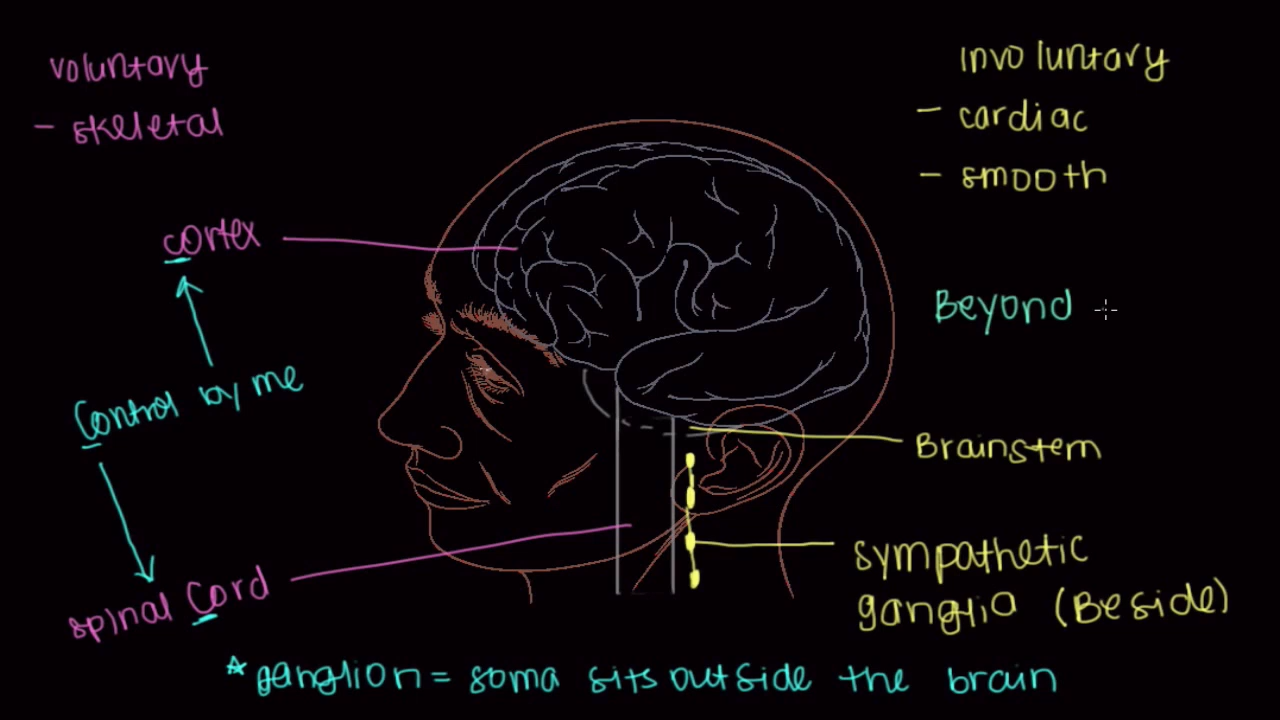 voluntary
- skeletal
cortex
Control by me
spinal Cord
involuntary
- cardiac
- smooth
Beyond
Brainstem
sympathetic
ganglia (Beside)
*ganglion = soma sits outside the brain